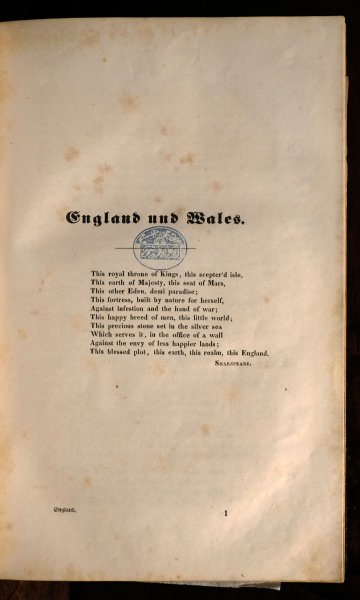 England und Wales.
This royal throne of Kings, this scepter'd isle,
This earth of Majesty, this seat of Mars,
This other Eden, demi paradise;
This fortress, built by nature for herself,
Against infestion and the hand of war;
This happy breed of men, this little world;
This precious stone set in the silver sea
Which serves it, in the office of a wall
Against the envy of less happier lands;
This blessed plot, this earth, this realm, this England.
SHAKSPEARE.
England. 1